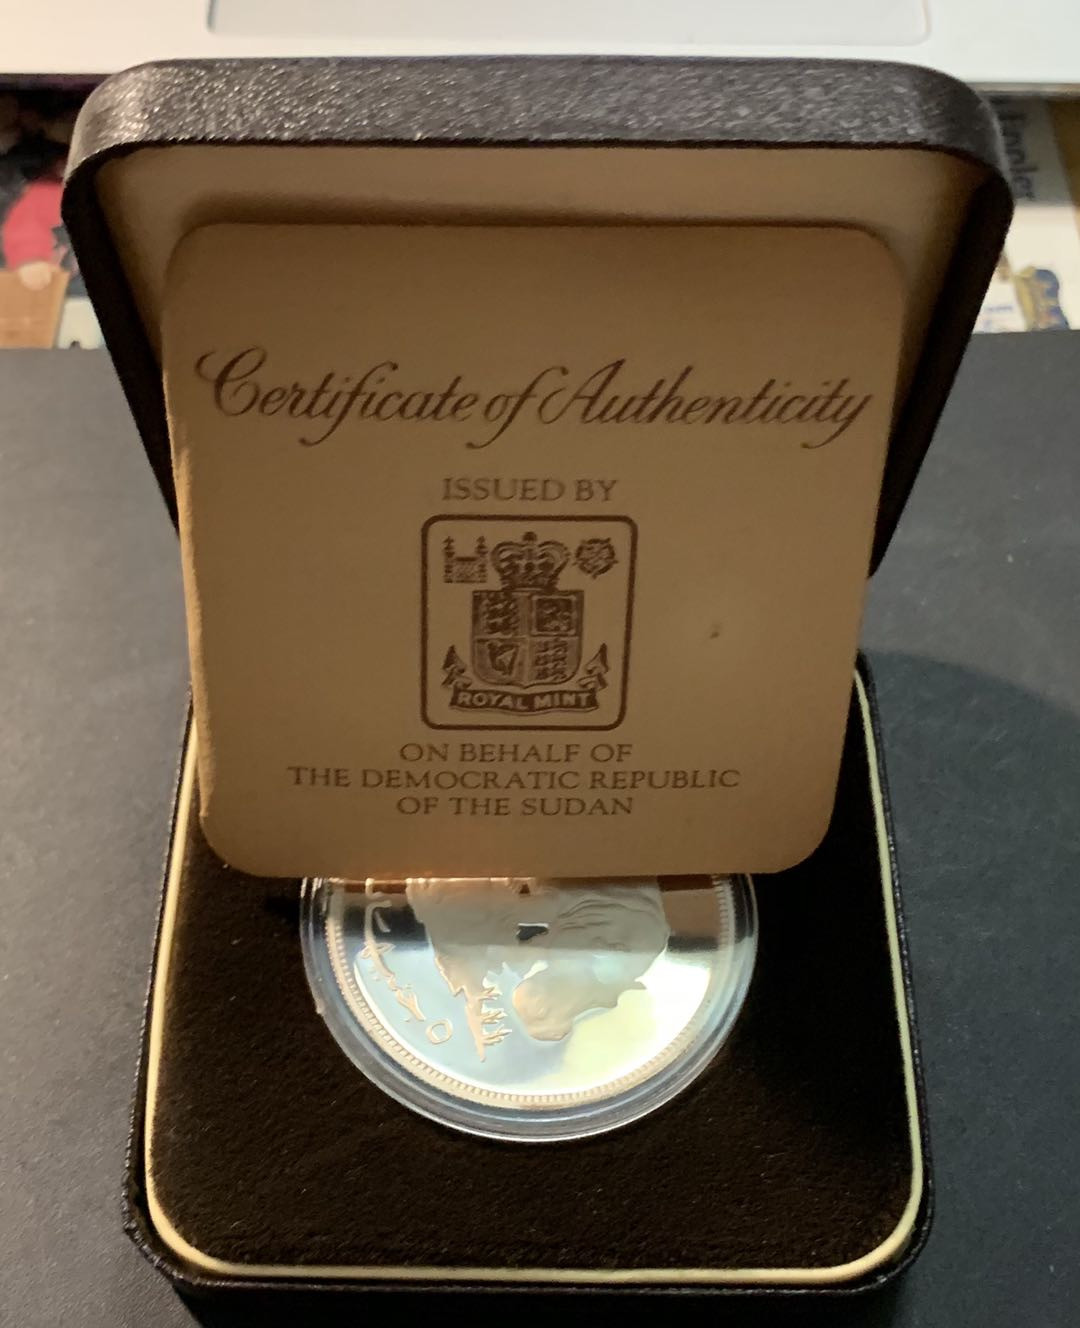 Certificate of Authenticity
ISSUED BY
ROYAL MINT
ON BEHALF OF
THE DEMOCRATIC REPUBLIC
OF THE SUDAN